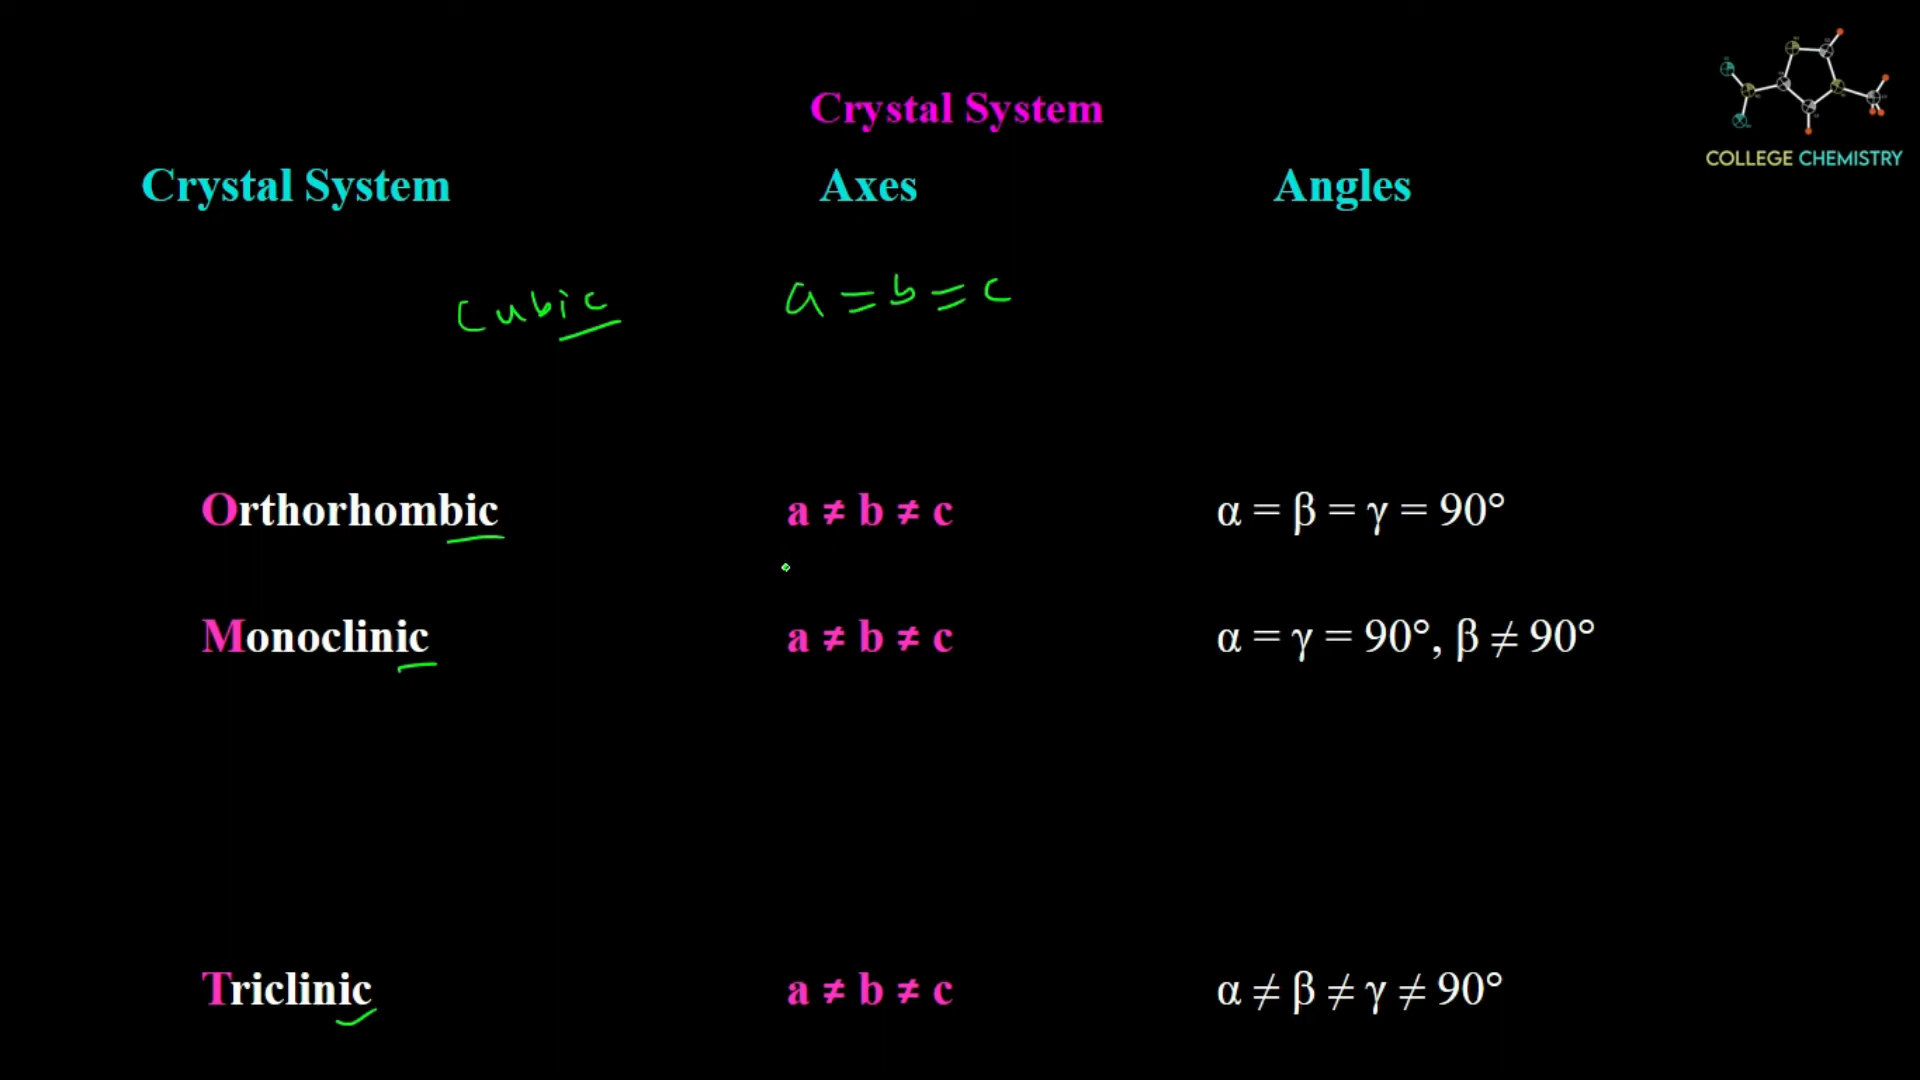 Crystal System
COLLEGE CHEMISTRY
Crystal System Axes Angles
Cubic a = b = c
Orthorhombic a ≠ b ≠ c α = β = γ = 90°
Monoclinic a ≠ b ≠ c α = γ = 90°, β ≠ 90°
Triclinic a ≠ b ≠ c α ≠ β ≠ γ ≠ 90°